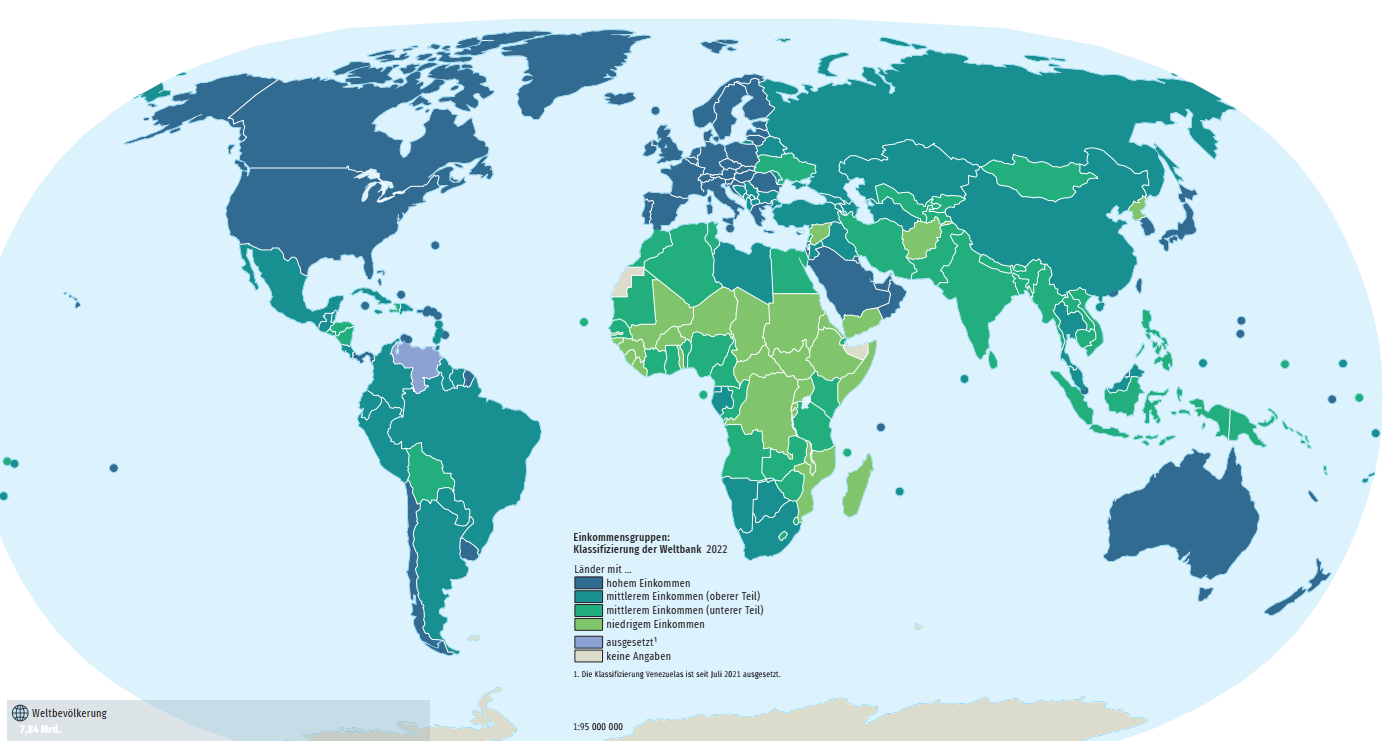 Einkommensgruppen:
Klassifizierung der Weltbank 2022
Länder mit ...
hohem Einkommen
mittlerem Einkommen (oberer Teil)
mittlerem Einkommen (unterer Teil)
niedrigem Einkommen
ausgesetzt¹
keine Angaben
1. Die Klassifizierung Venezuelas ist seit Juli 2021 ausgesetzt.
Weltbevölkerung
7,84 Mrd.
1:95 000 000